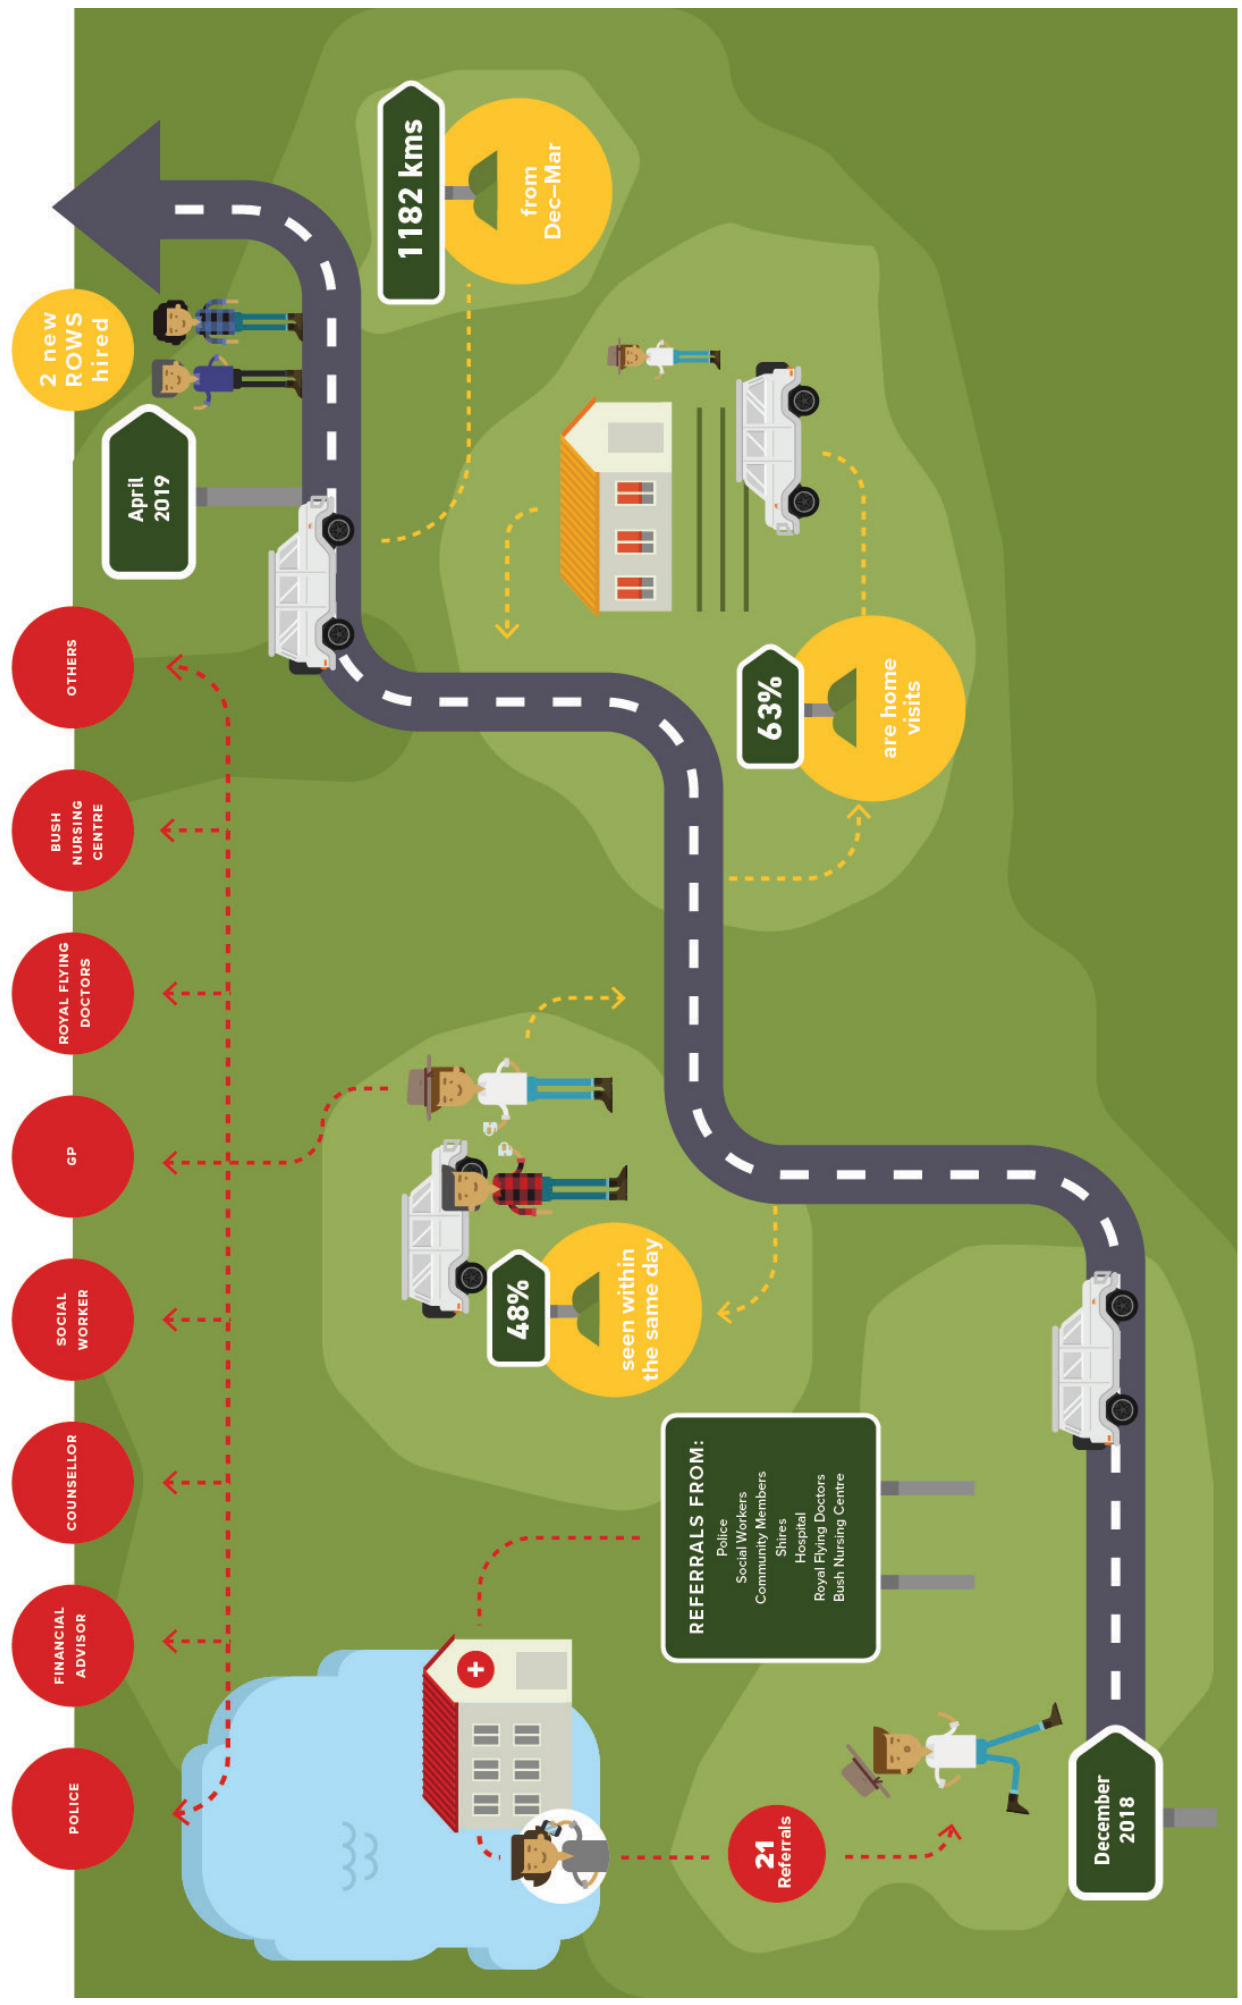 POLICE
FINANCIAL
ADVISOR
COUNSELLOR
SOCIAL
WORKER
GP
ROYAL FLYING
DOCTORS
BUSH
NURSING
CENTRE
OTHERS
2 new
ROWS
hired
April
2019
1182 kms
from
Dec–Mar
48%
seen within
the same day
63%
are home
visits
REFERRALS FROM:
Police
Social Workers
Community Members
Shires
Hospital
Royal Flying Doctors
Bush Nursing Centre
21
Referrals
December
2018